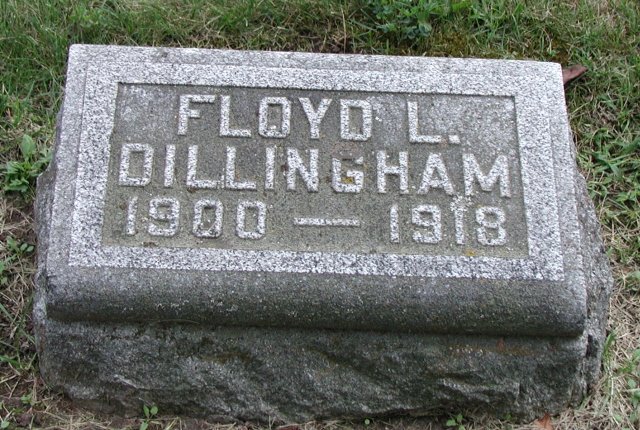 FLOYD L.
DILLINGHAM
1900 — 1918